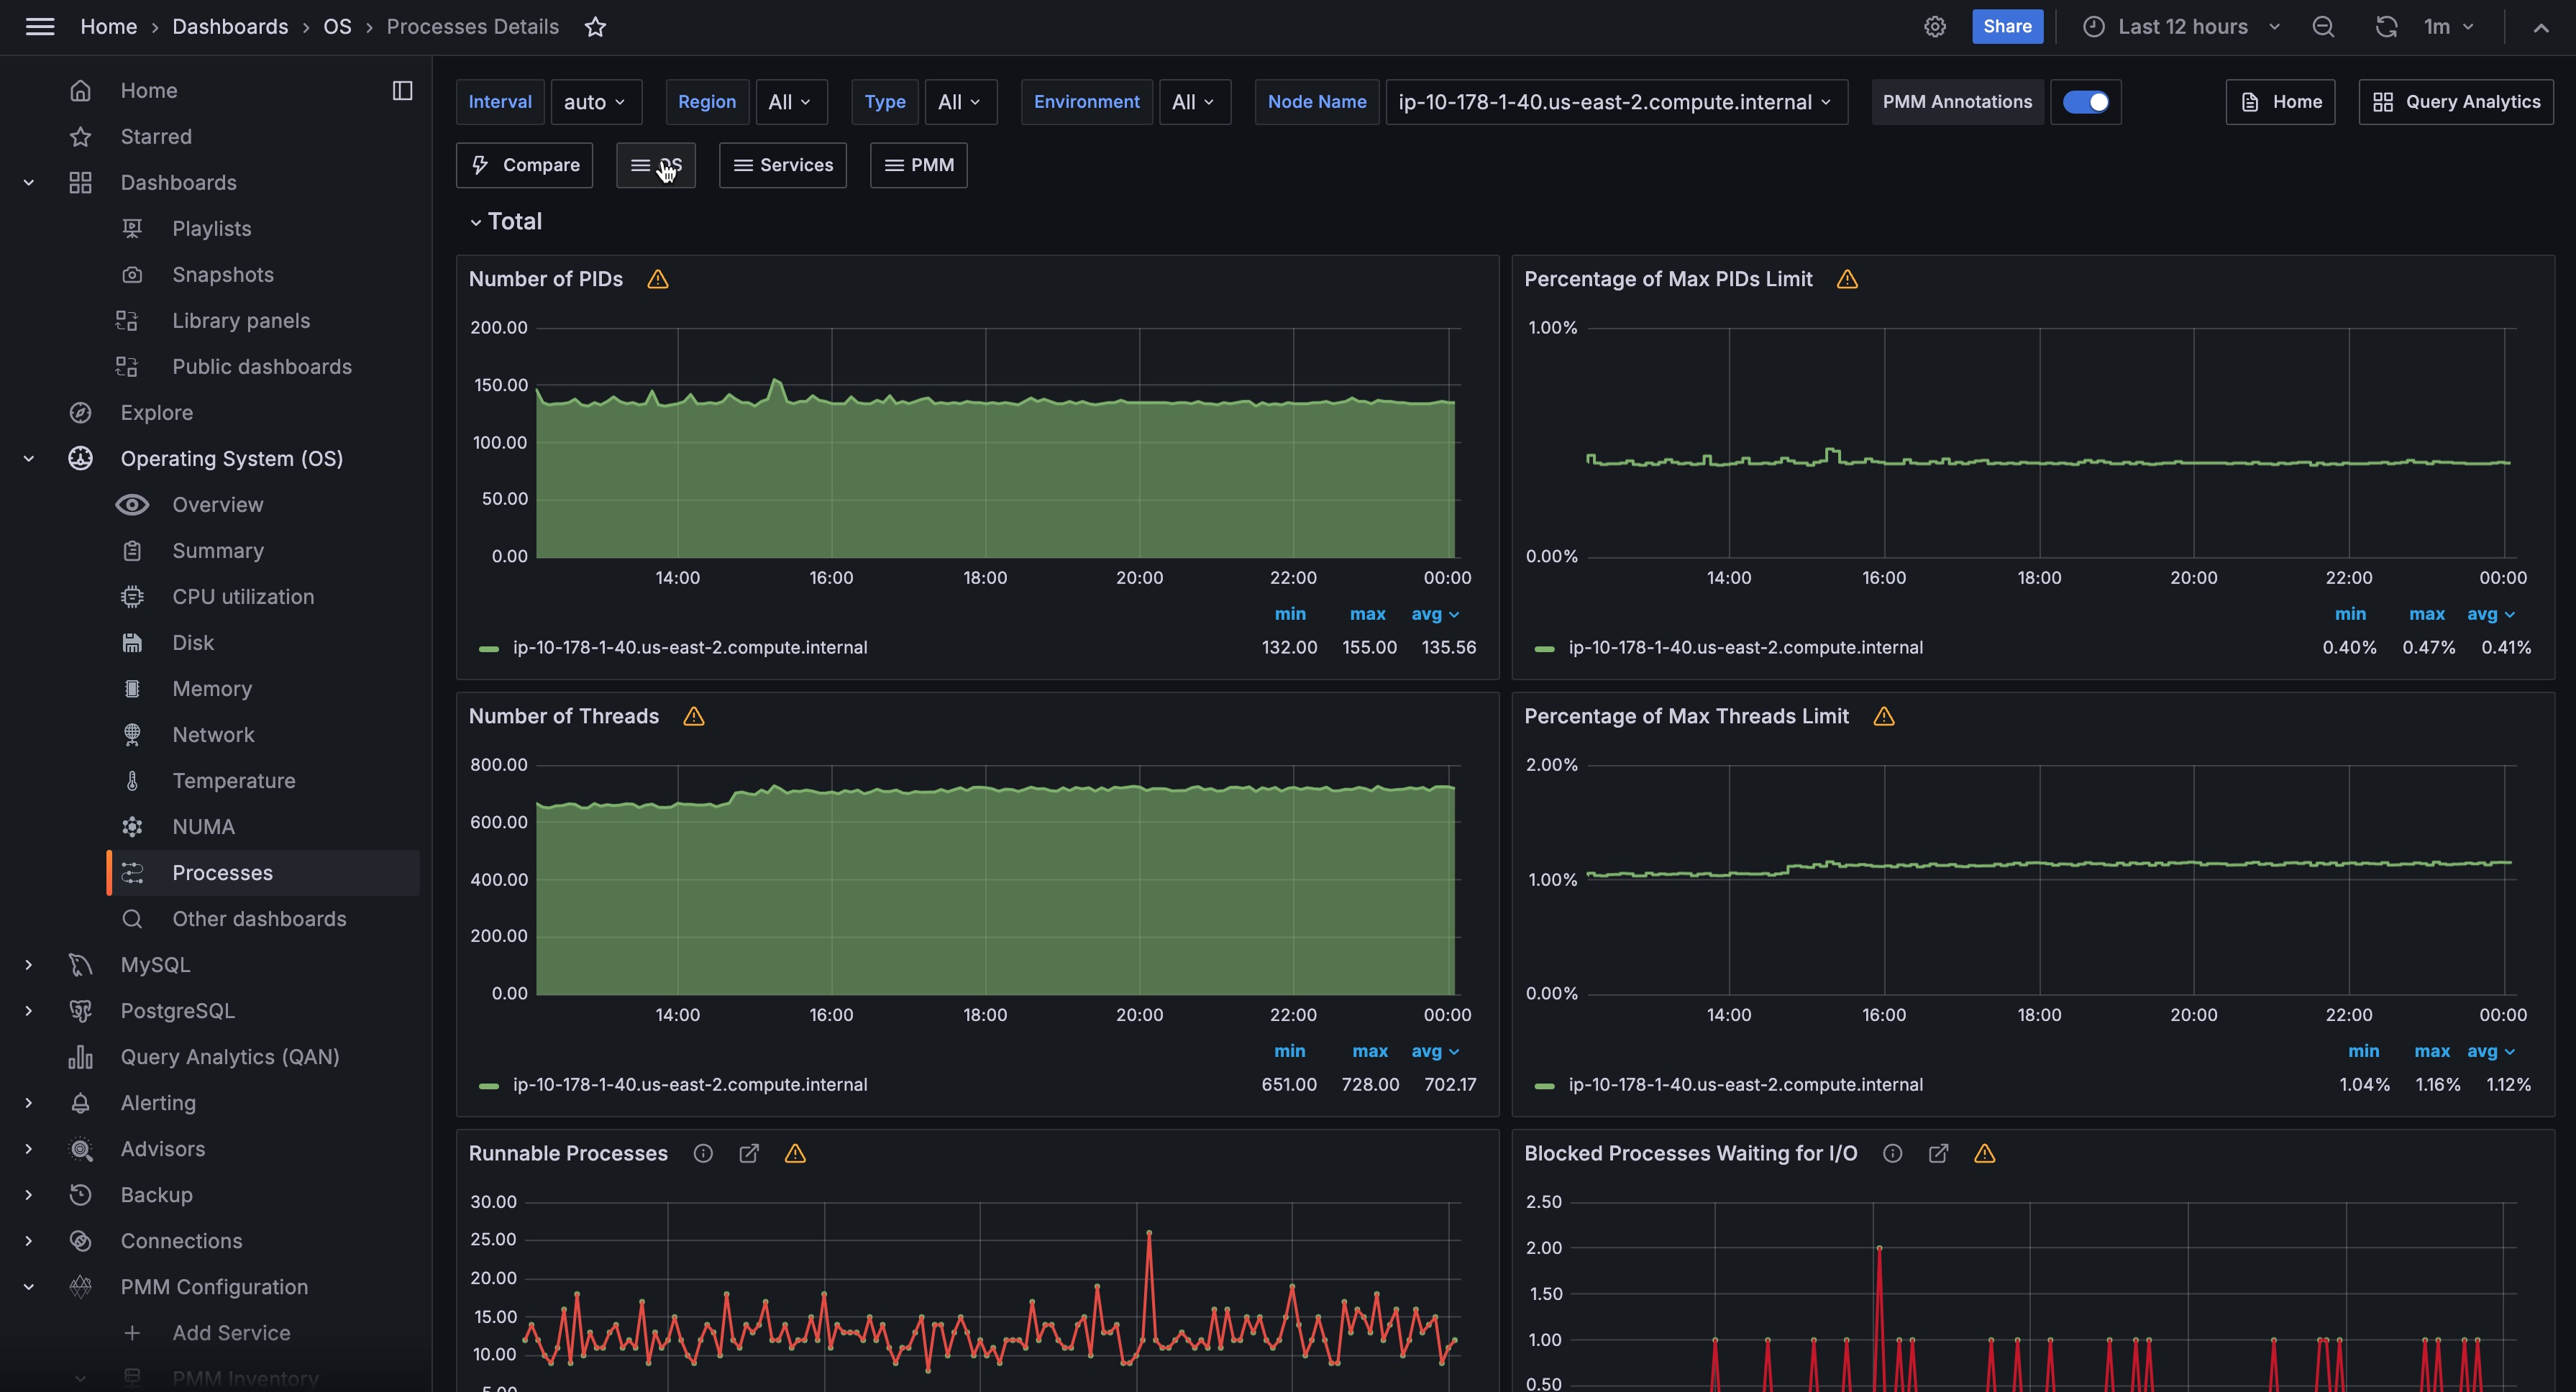 Home › Dashboards › OS › Processes Details
Share
Last 12 hours
1m
Home
Starred
Dashboards
Playlists
Snapshots
Library panels
Public dashboards
Explore
Operating System (OS)
Overview
Summary
CPU utilization
Disk
Memory
Network
Temperature
NUMA
Processes
Other dashboards
MySQL
PostgreSQL
Query Analytics (QAN)
Alerting
Advisors
Backup
Connections
PMM Configuration
Add Service
PMM Inventory
Interval auto Region All Type All Environment All Node Name ip-10-178-1-40.us-east-2.compute.internal PMM Annotations Home Query Analytics
Compare OS Services PMM
Total
Number of PIDs
200.00
150.00
100.00
50.00
0.00
14:00 16:00 18:00 20:00 22:00 00:00
min max avg
ip-10-178-1-40.us-east-2.compute.internal 132.00 155.00 135.56
Percentage of Max PIDs Limit
1.00%
0.00%
14:00 16:00 18:00 20:00 22:00 00:00
min max avg
ip-10-178-1-40.us-east-2.compute.internal 0.40% 0.47% 0.41%
Number of Threads
800.00
600.00
400.00
200.00
0.00
14:00 16:00 18:00 20:00 22:00 00:00
min max avg
ip-10-178-1-40.us-east-2.compute.internal 651.00 728.00 702.17
Percentage of Max Threads Limit
2.00%
1.00%
0.00%
14:00 16:00 18:00 20:00 22:00 00:00
min max avg
ip-10-178-1-40.us-east-2.compute.internal 1.04% 1.16% 1.12%
Runnable Processes
30.00
25.00
20.00
15.00
10.00
5.00
Blocked Processes Waiting for I/O
2.50
2.00
1.50
1.00
0.50